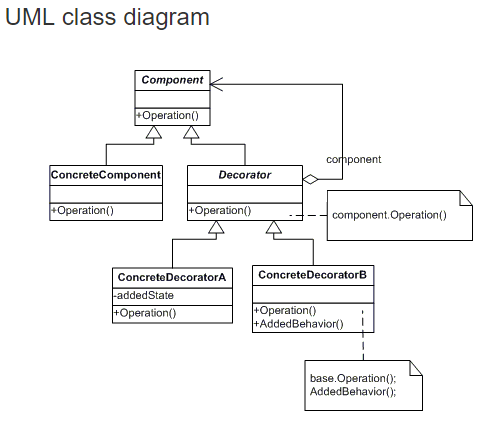 UML class diagram
Component
+Operation()
component
ConcreteComponent
+Operation()
Decorator
+Operation()
component.Operation()
ConcreteDecoratorA
-addedState
+Operation()
ConcreteDecoratorB
+Operation()
+AddedBehavior()
base.Operation();
AddedBehavior();